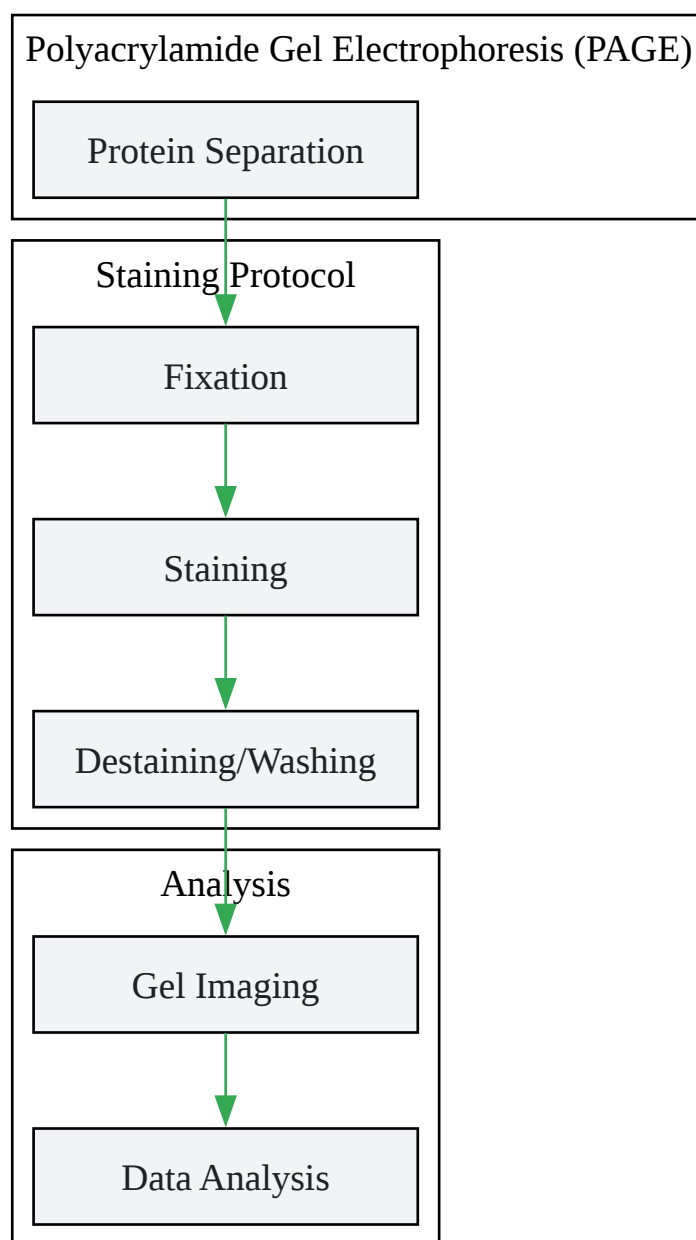 Polyacrylamide Gel Electrophoresis (PAGE)
Protein Separation
Staining Protocol
Fixation
Staining
Destaining/Washing
Analysis
Gel Imaging
Data Analysis